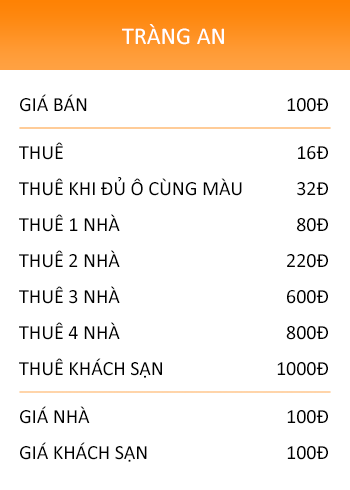 TRÀNG AN
GIÁ BÁN 100Đ
THUÊ 16Đ
THUÊ KHI ĐỦ Ô CÙNG MÀU 32Đ
THUÊ 1 NHÀ 80Đ
THUÊ 2 NHÀ 220Đ
THUÊ 3 NHÀ 600Đ
THUÊ 4 NHÀ 800Đ
THUÊ KHÁCH SẠN 1000Đ
GIÁ NHÀ 100Đ
GIÁ KHÁCH SẠN 100Đ